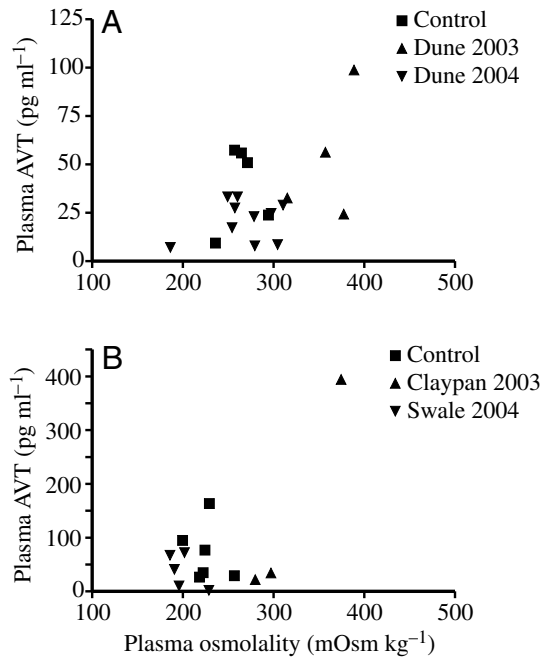 A
Control
Dune 2003
Dune 2004
Plasma AVT (pg ml⁻¹)
125
100
75
50
25
0
100 200 300 400 500
B
Control
Claypan 2003
Swale 2004
Plasma AVT (pg ml⁻¹)
400
350
200
100
0
100 200 300 400 500
Plasma osmolality (mOsm kg⁻¹)